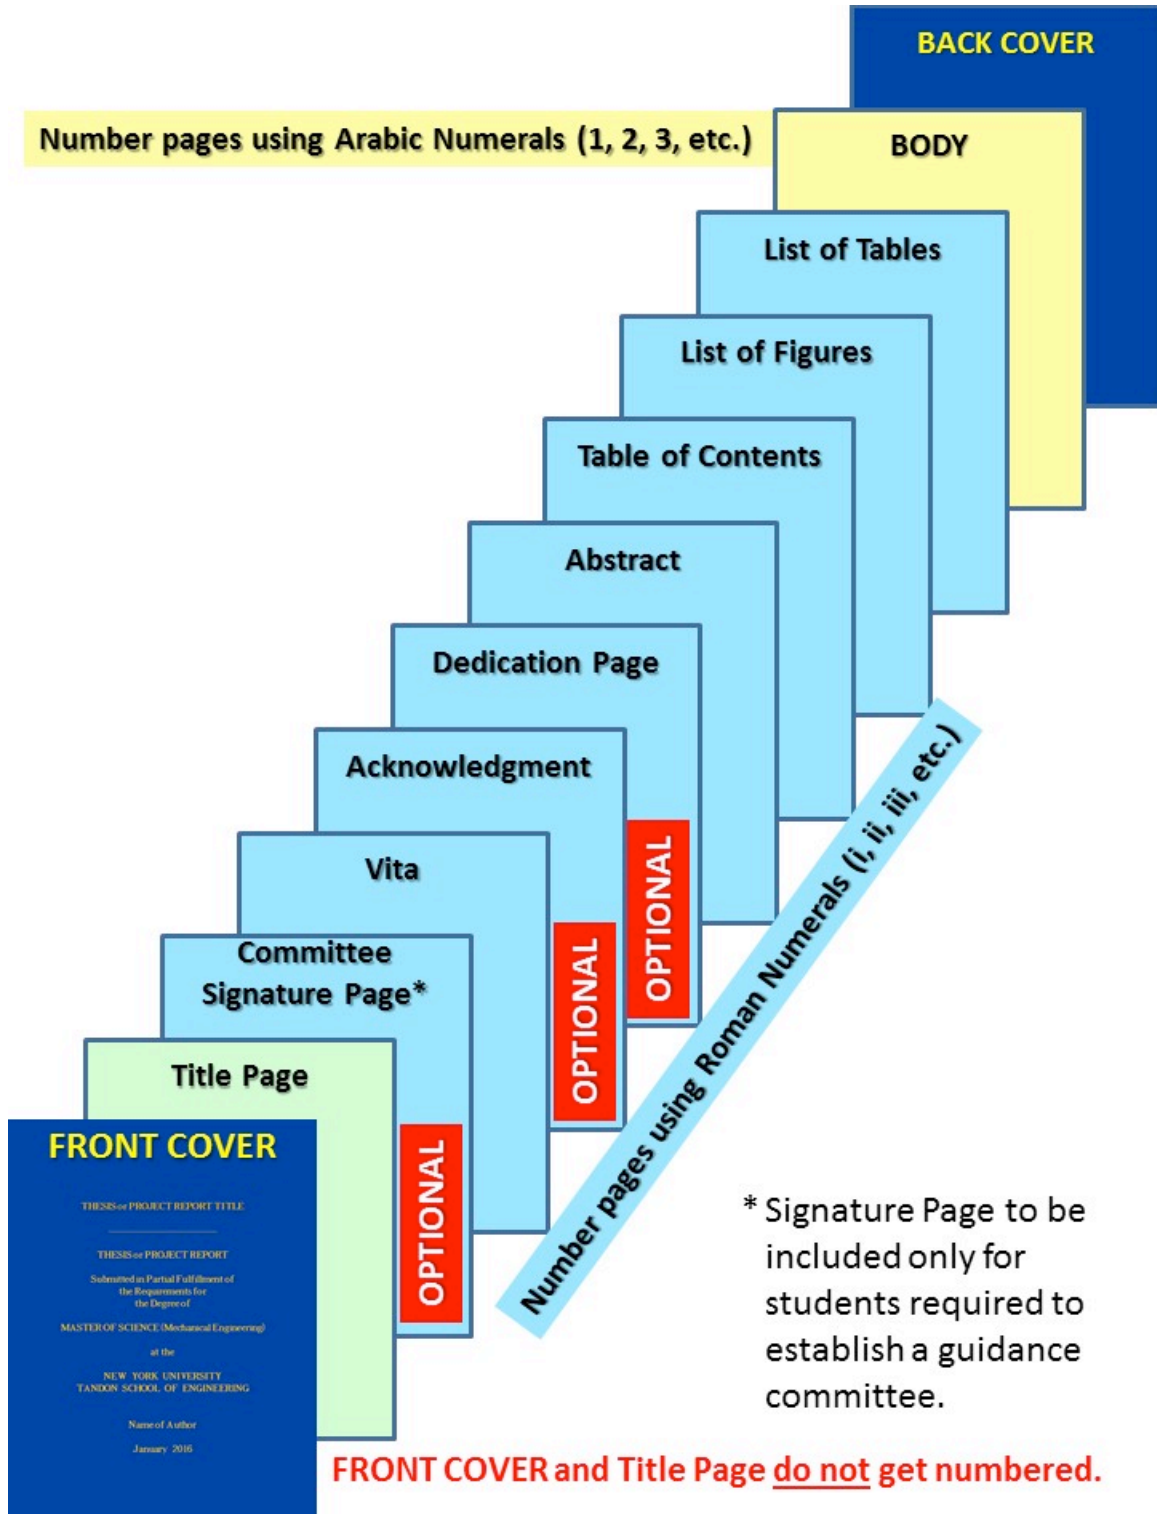 BACK COVER
Number pages using Arabic Numerals (1, 2, 3, etc.)
BODY
List of Tables
List of Figures
Table of Contents
Abstract
Dedication Page
Acknowledgment
Vita
Committee
Signature Page*
Title Page
OPTIONAL
OPTIONAL
OPTIONAL
Number pages using Roman Numerals (i, ii, iii, etc.)
FRONT COVER
THESIS or PROJECT REPORT TITLE
THESIS or PROJECT REPORT
Submitted in Partial Fulfillment of
the Requirements for
the Degree of
MASTER OF SCIENCE (Mechanical Engineering)
at the
NEW YORK UNIVERSITY
TANDON SCHOOL OF ENGINEERING
Name of Author
January 2016
* Signature Page to be
included only for
students required to
establish a guidance
committee.
FRONT COVER and Title Page do not get numbered.